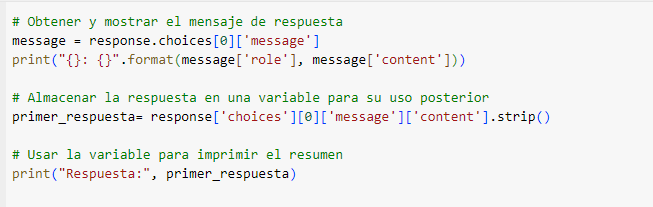 # Obtener y mostrar el mensaje de respuesta
message = response.choices[0]['message']
print("{}: {}".format(message['role'], message['content']))
# Almacenar la respuesta en una variable para su uso posterior
primer_respuesta= response['choices'][0]['message']['content'].strip()
# Usar la variable para imprimir el resumen
print("Respuesta:", primer_respuesta)